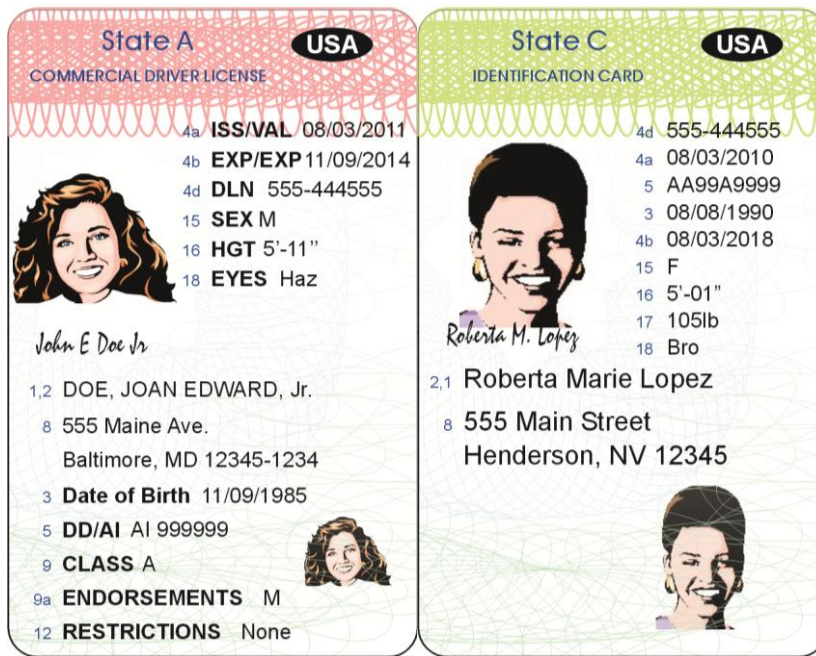 State A
USA
COMMERCIAL DRIVER LICENSE
4a ISS/VAL 08/03/2011
4b EXP/EXP 11/09/2014
4d DLN 555-444555
15 SEX M
16 HGT 5'-11"
18 EYES Haz
John E Doe Jr
1,2 DOE, JOAN EDWARD, Jr.
8 555 Maine Ave.
Baltimore, MD 12345-1234
3 Date of Birth 11/09/1985
5 DD/AI AI 999999
9 CLASS A
9a ENDORSEMENTS M
12 RESTRICTIONS None
State C
USA
IDENTIFICATION CARD
4d 555-444555
4a 08/03/2010
5 AA99A9999
3 08/08/1990
4b 08/03/2018
15 F
16 5'-01"
17 105lb
18 Bro
Roberta M. Lopez
2,1 Roberta Marie Lopez
8 555 Main Street
Henderson, NV 12345